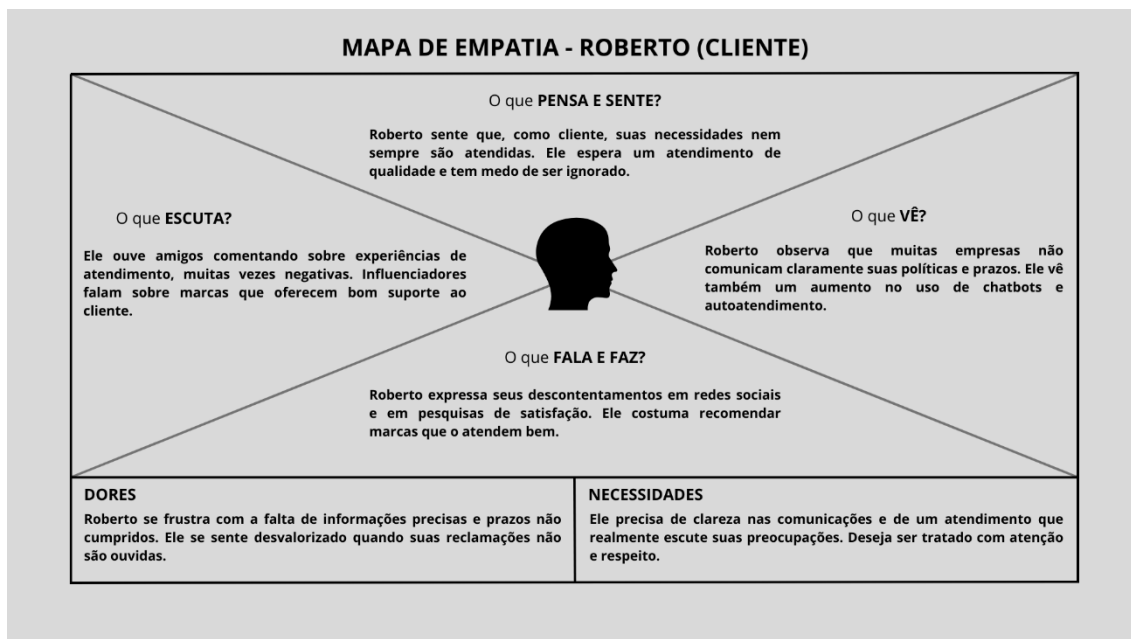 MAPA DE EMPATIA - ROBERTO (CLIENTE)
O que PENSA E SENTE?
Roberto sente que, como cliente, suas necessidades nem
sempre são atendidas. Ele espera um atendimento de
qualidade e tem medo de ser ignorado.
O que ESCUTA?
Ele ouve amigos comentando sobre experiências de
atendimento, muitas vezes negativas. Influenciadores
falam sobre marcas que oferecem bom suporte ao
cliente.
O que VÊ?
Roberto observa que muitas empresas não
comunicam claramente suas políticas e prazos. Ele vê
também um aumento no uso de chatbots e
autoatendimento.
O que FALA E FAZ?
Roberto expressa seus descontentamentos em redes sociais
e em pesquisas de satisfação. Ele costuma recomendar
marcas que o atendem bem.
DORES
Roberto se frustra com a falta de informações precisas e prazos não
cumpridos. Ele se sente desvalorizado quando suas reclamações não
são ouvidas.
NECESSIDADES
Ele precisa de clareza nas comunicações e de um atendimento que
realmente escute suas preocupações. Deseja ser tratado com atenção
e respeito.